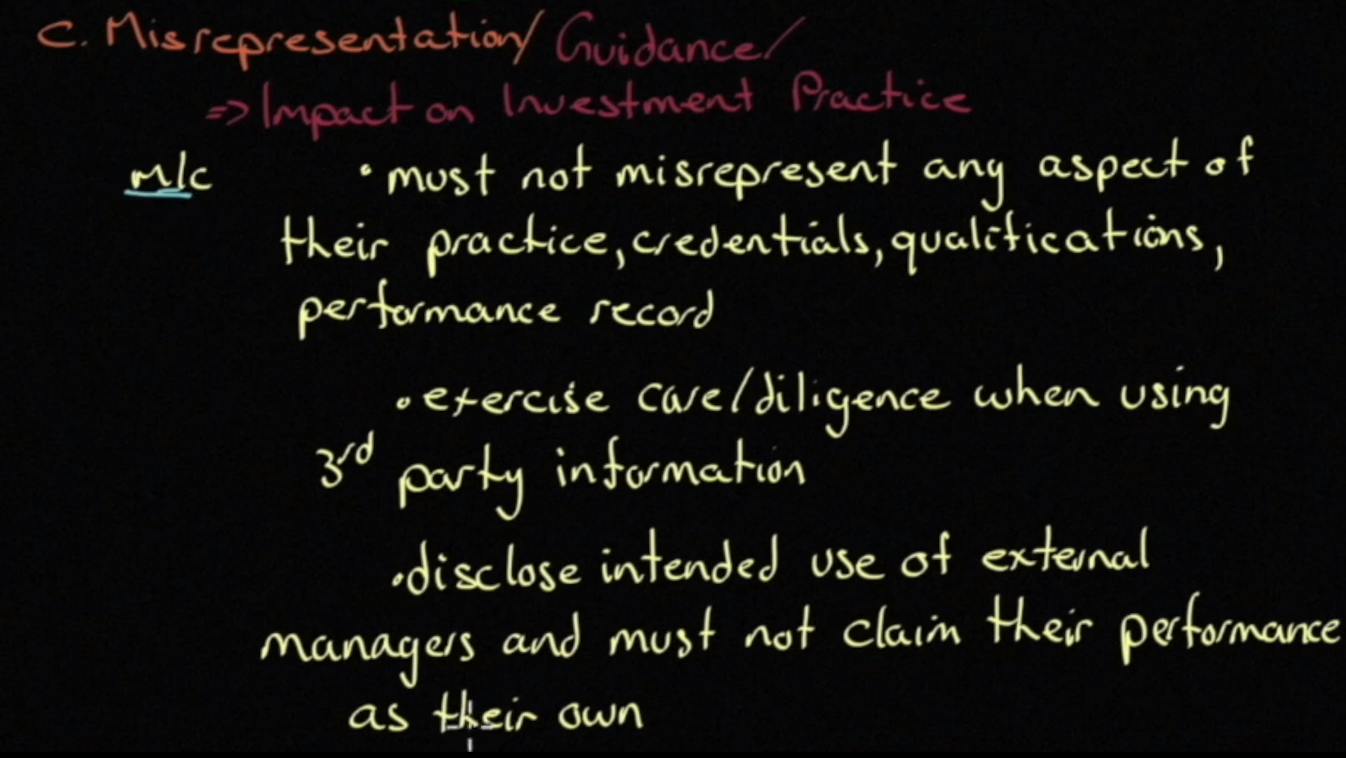 C. Misrepresentation/ Guidance/
=> Impact on Investment Practice
M/c • must not misrepresent any aspect of
their practice, credentials, qualifications,
performance record
• exercise care/diligence when using
3rd party information
• disclose intended use of external
managers and must not claim their performance
as their own